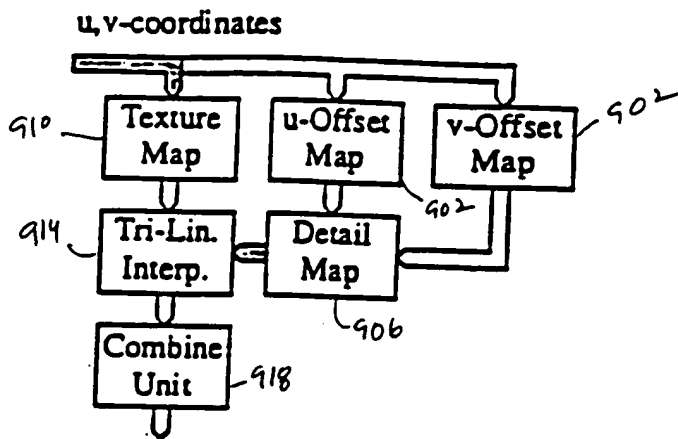 u,v-coordinates
910
Texture
Map
u-Offset
Map
902
v-Offset
Map
902
914
Tri-Lin.
Interp.
Detail
Map
906
Combine
Unit
918